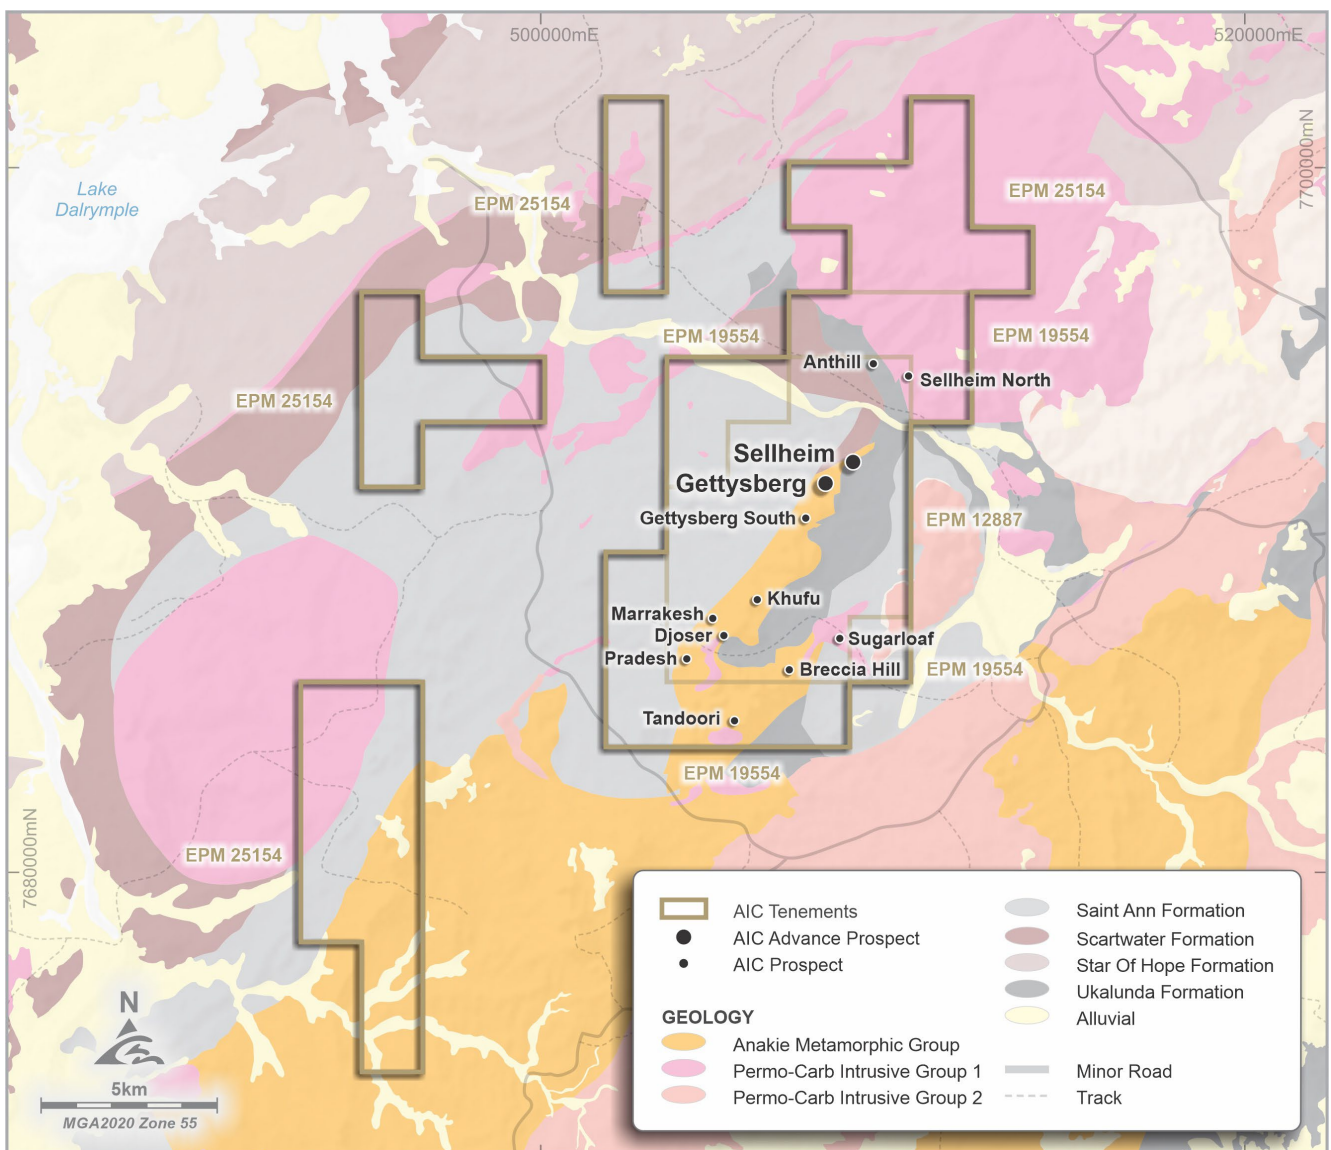 500000mE
520000mE
7700000mN
Lake
Dalrymple
EPM 25154
EPM 25154
EPM 19554
EPM 19554
Anthill
Sellheim North
EPM 25154
Sellheim
Gettysberg
Gettysberg South
EPM 12887
Khufu
Marrakesh
Djoser
Sugarloaf
Pradesh
Breccia Hill
EPM 19554
Tandoori
EPM 19554
7680000mN
EPM 25154
AIC Tenements
AIC Advance Prospect
AIC Prospect
GEOLOGY
Anakie Metamorphic Group
Permo-Carb Intrusive Group 1
Permo-Carb Intrusive Group 2
Saint Ann Formation
Scartwater Formation
Star Of Hope Formation
Ukalunda Formation
Alluvial
Minor Road
Track
N
5km
MGA2020 Zone 55